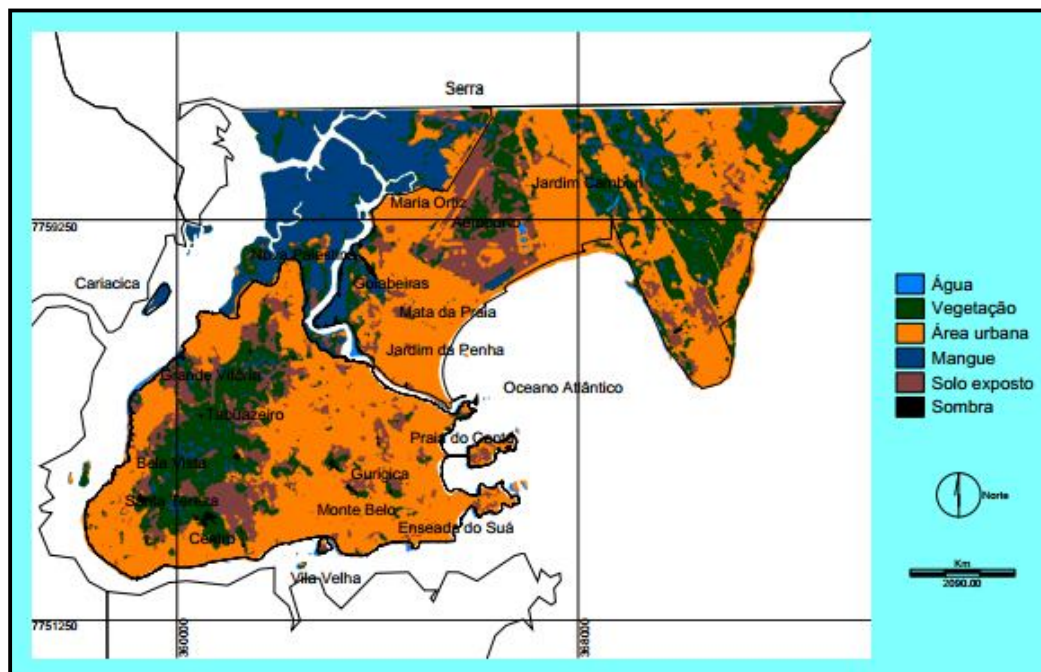 Serra
Jardim Camburi
Maria Ortiz
Aeroporto
7759250
Nova Palestina
Cariacica
Goiabeiras
Mata da Praia
Jardim da Penha
Grande Vitória
Oceano Atlântico
Tabuazeiro
Praia do Canto
Bela Vista
Gurigica
Santa Tereza
Monte Belo
Enseada do Suá
Centro
Vila Velha
7751250
360000
368000
Água
Vegetação
Área urbana
Mangue
Solo exposto
Sombra
Norte
Km
2090.00